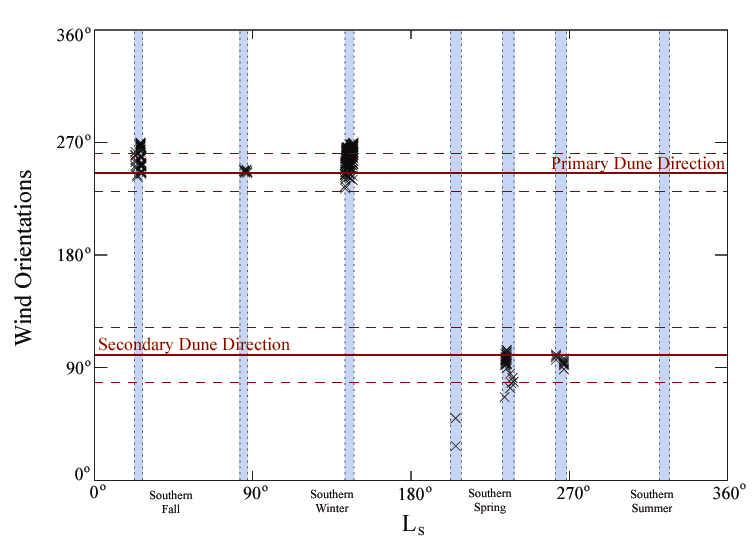 360°
270°
Primary Dune Direction
180°
Wind Orientations
Secondary Dune Direction
90°
0°
0° 90° 180° 270° 360°
Southern Fall
Southern Winter
Southern Spring
Southern Summer
Ls